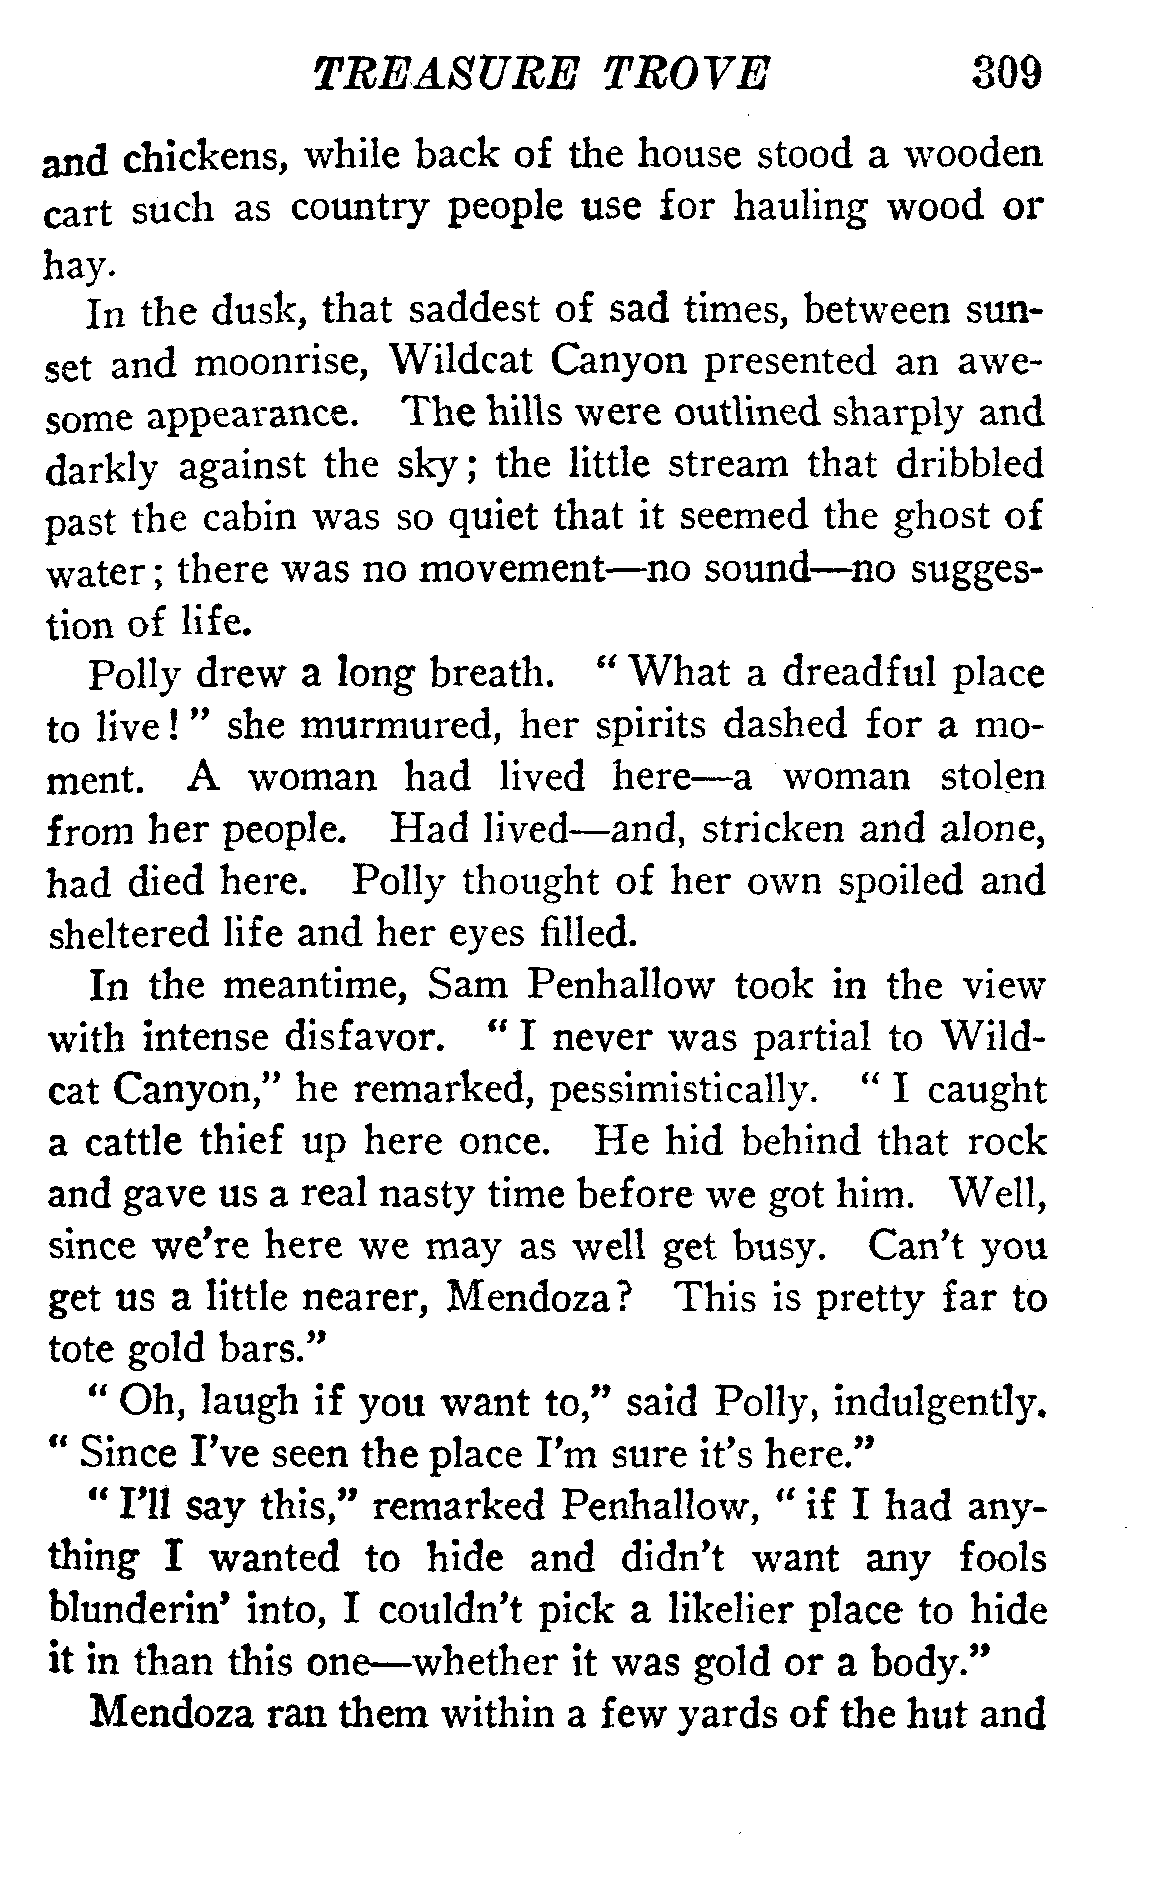 TREASURE TROVE 309
and chickens, while back of the house stood a wooden
cart such as country people use for hauling wood or
hay.
In the dusk, that saddest of sad times, between sun-
set and moonrise, Wildcat Canyon presented an awe-
some appearance. The hills were outlined sharply and
darkly against the sky; the little stream that dribbled
past the cabin was so quiet that it seemed the ghost of
water; there was no movement—no sound—no sugges-
tion of life.
Polly drew a long breath. "What a dreadful place
to live!" she murmured, her spirits dashed for a mo-
ment. A woman had lived here—a woman stolen
from her people. Had lived—and, stricken and alone,
had died here. Polly thought of her own spoiled and
sheltered life and her eyes filled.
In the meantime, Sam Penhallow took in the view
with intense disfavor. "I never was partial to Wild-
cat Canyon," he remarked, pessimistically. "I caught
a cattle thief up here once. He hid behind that rock
and gave us a real nasty time before we got him. Well,
since we're here we may as well get busy. Can't you
get us a little nearer, Mendoza? This is pretty far to
tote gold bars."
"Oh, laugh if you want to," said Polly, indulgently.
"Since I've seen the place I'm sure it's here."
"I'll say this," remarked Penhallow, "if I had any-
thing I wanted to hide and didn't want any fools
blunderin' into, I couldn't pick a likelier place to hide
it in than this one—whether it was gold or a body."
Mendoza ran them within a few yards of the hut and